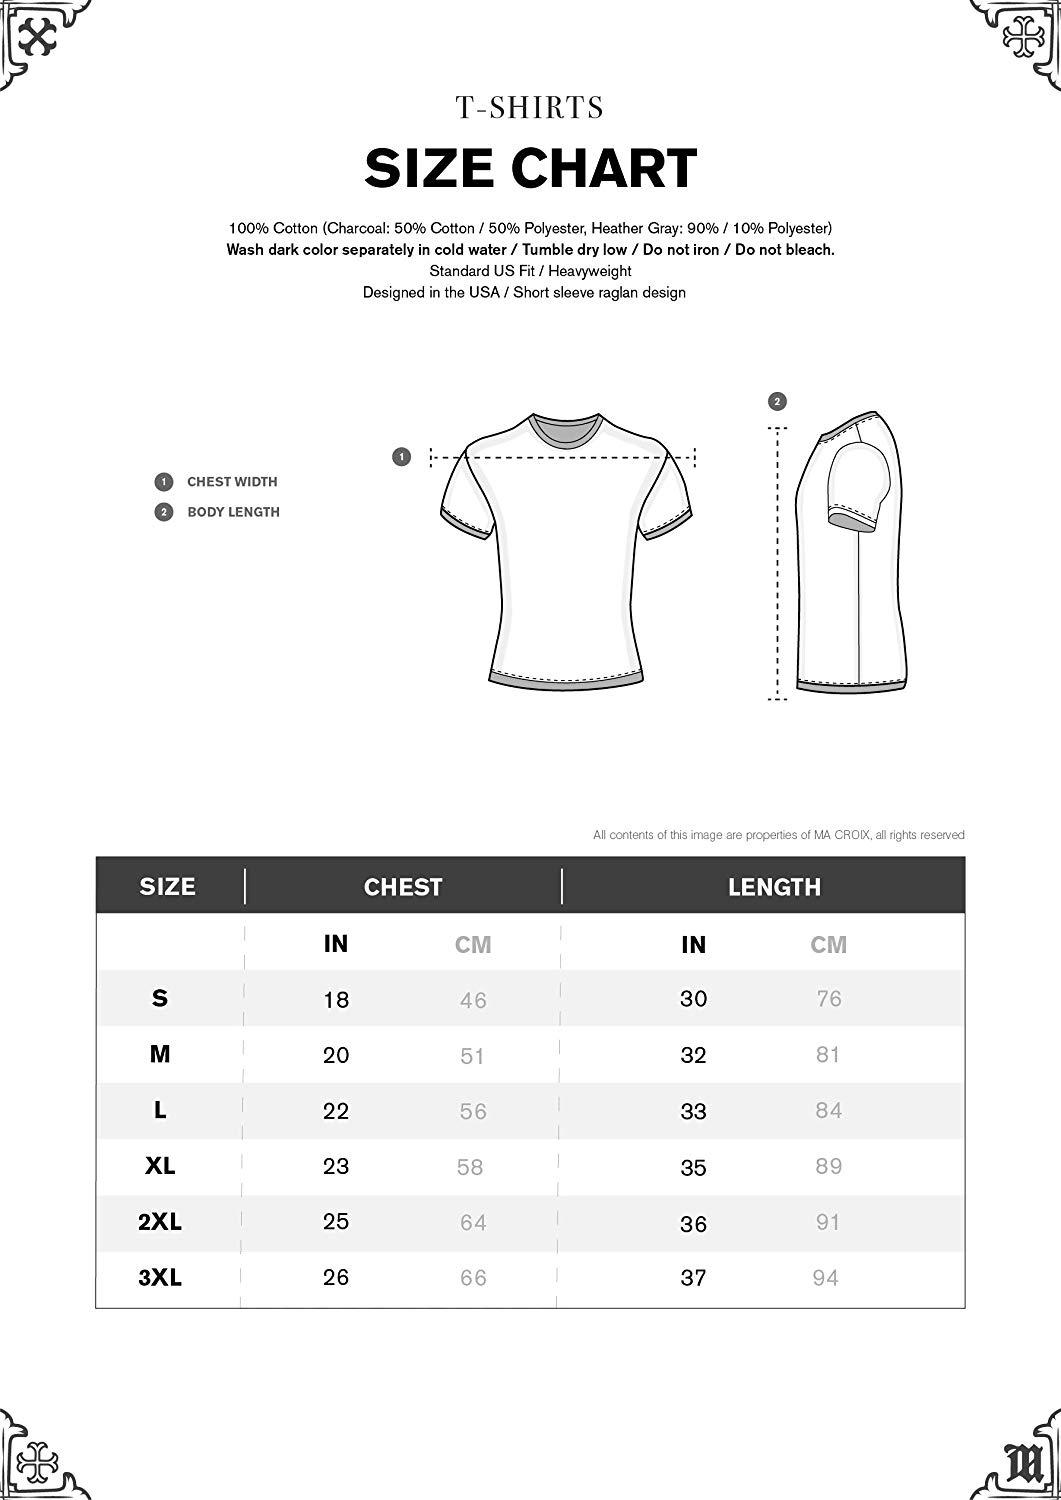 T-SHIRTS
SIZE CHART
100% Cotton (Charcoal: 50% Cotton / 50% Polyester, Heather Gray: 90% / 10% Polyester)
Wash dark color separately in cold water / Tumble dry low / Do not iron / Do not bleach.
Standard US Fit / Heavyweight
Designed in the USA / Short sleeve raglan design
2
1
1 CHEST WIDTH
2 BODY LENGTH
All contents of this image are properties of MA CROIX, all rights reserved
SIZE CHEST LENGTH
IN CM IN CM
S 18 46 30 76
M 20 51 32 81
L 22 56 33 84
XL 23 58 35 89
2XL 25 64 36 91
3XL 26 66 37 94